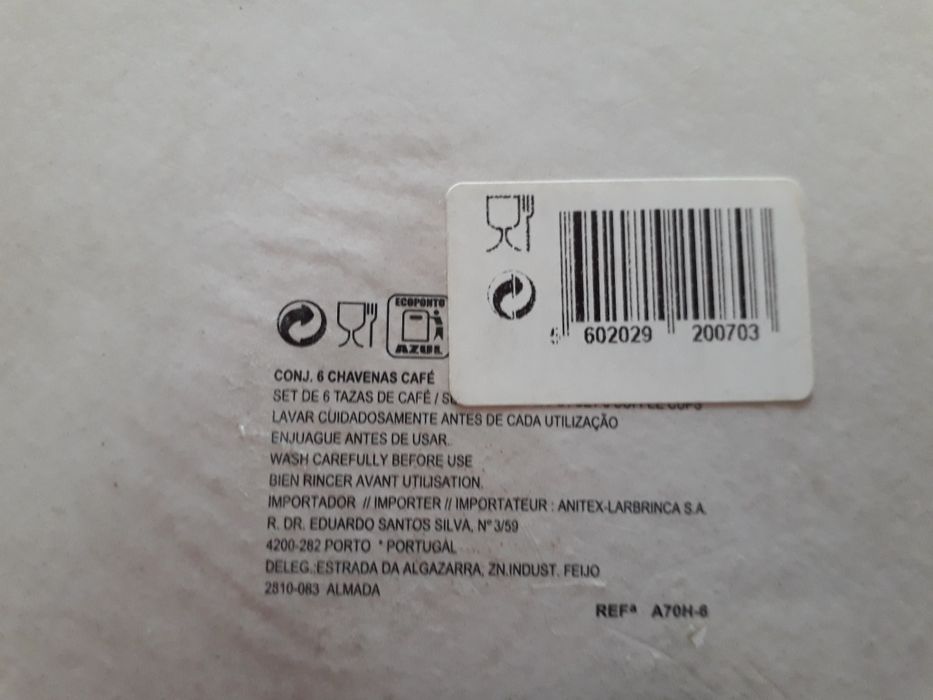 5 602029 200703
ECOPONTO
AZUL
CONJ. 6 CHAVENAS CAFÉ
SET DE 6 TAZAS DE CAFÉ /
LAVAR CUIDADOSAMENTE ANTES DE CADA UTILIZAÇÃO
ENJUAGUE ANTES DE USAR.
WASH CAREFULLY BEFORE USE
BIEN RINCER AVANT UTILISATION.
IMPORTADOR // IMPORTER // IMPORTATEUR : ANITEX-LARBRINCA S.A.
R. DR. EDUARDO SANTOS SILVA, Nº 3/59
4200-282 PORTO * PORTUGAL
DELEG.:ESTRADA DA ALGAZARRA, ZN.INDUST. FEIJO
2810-083 ALMADA
REFª A70H-6